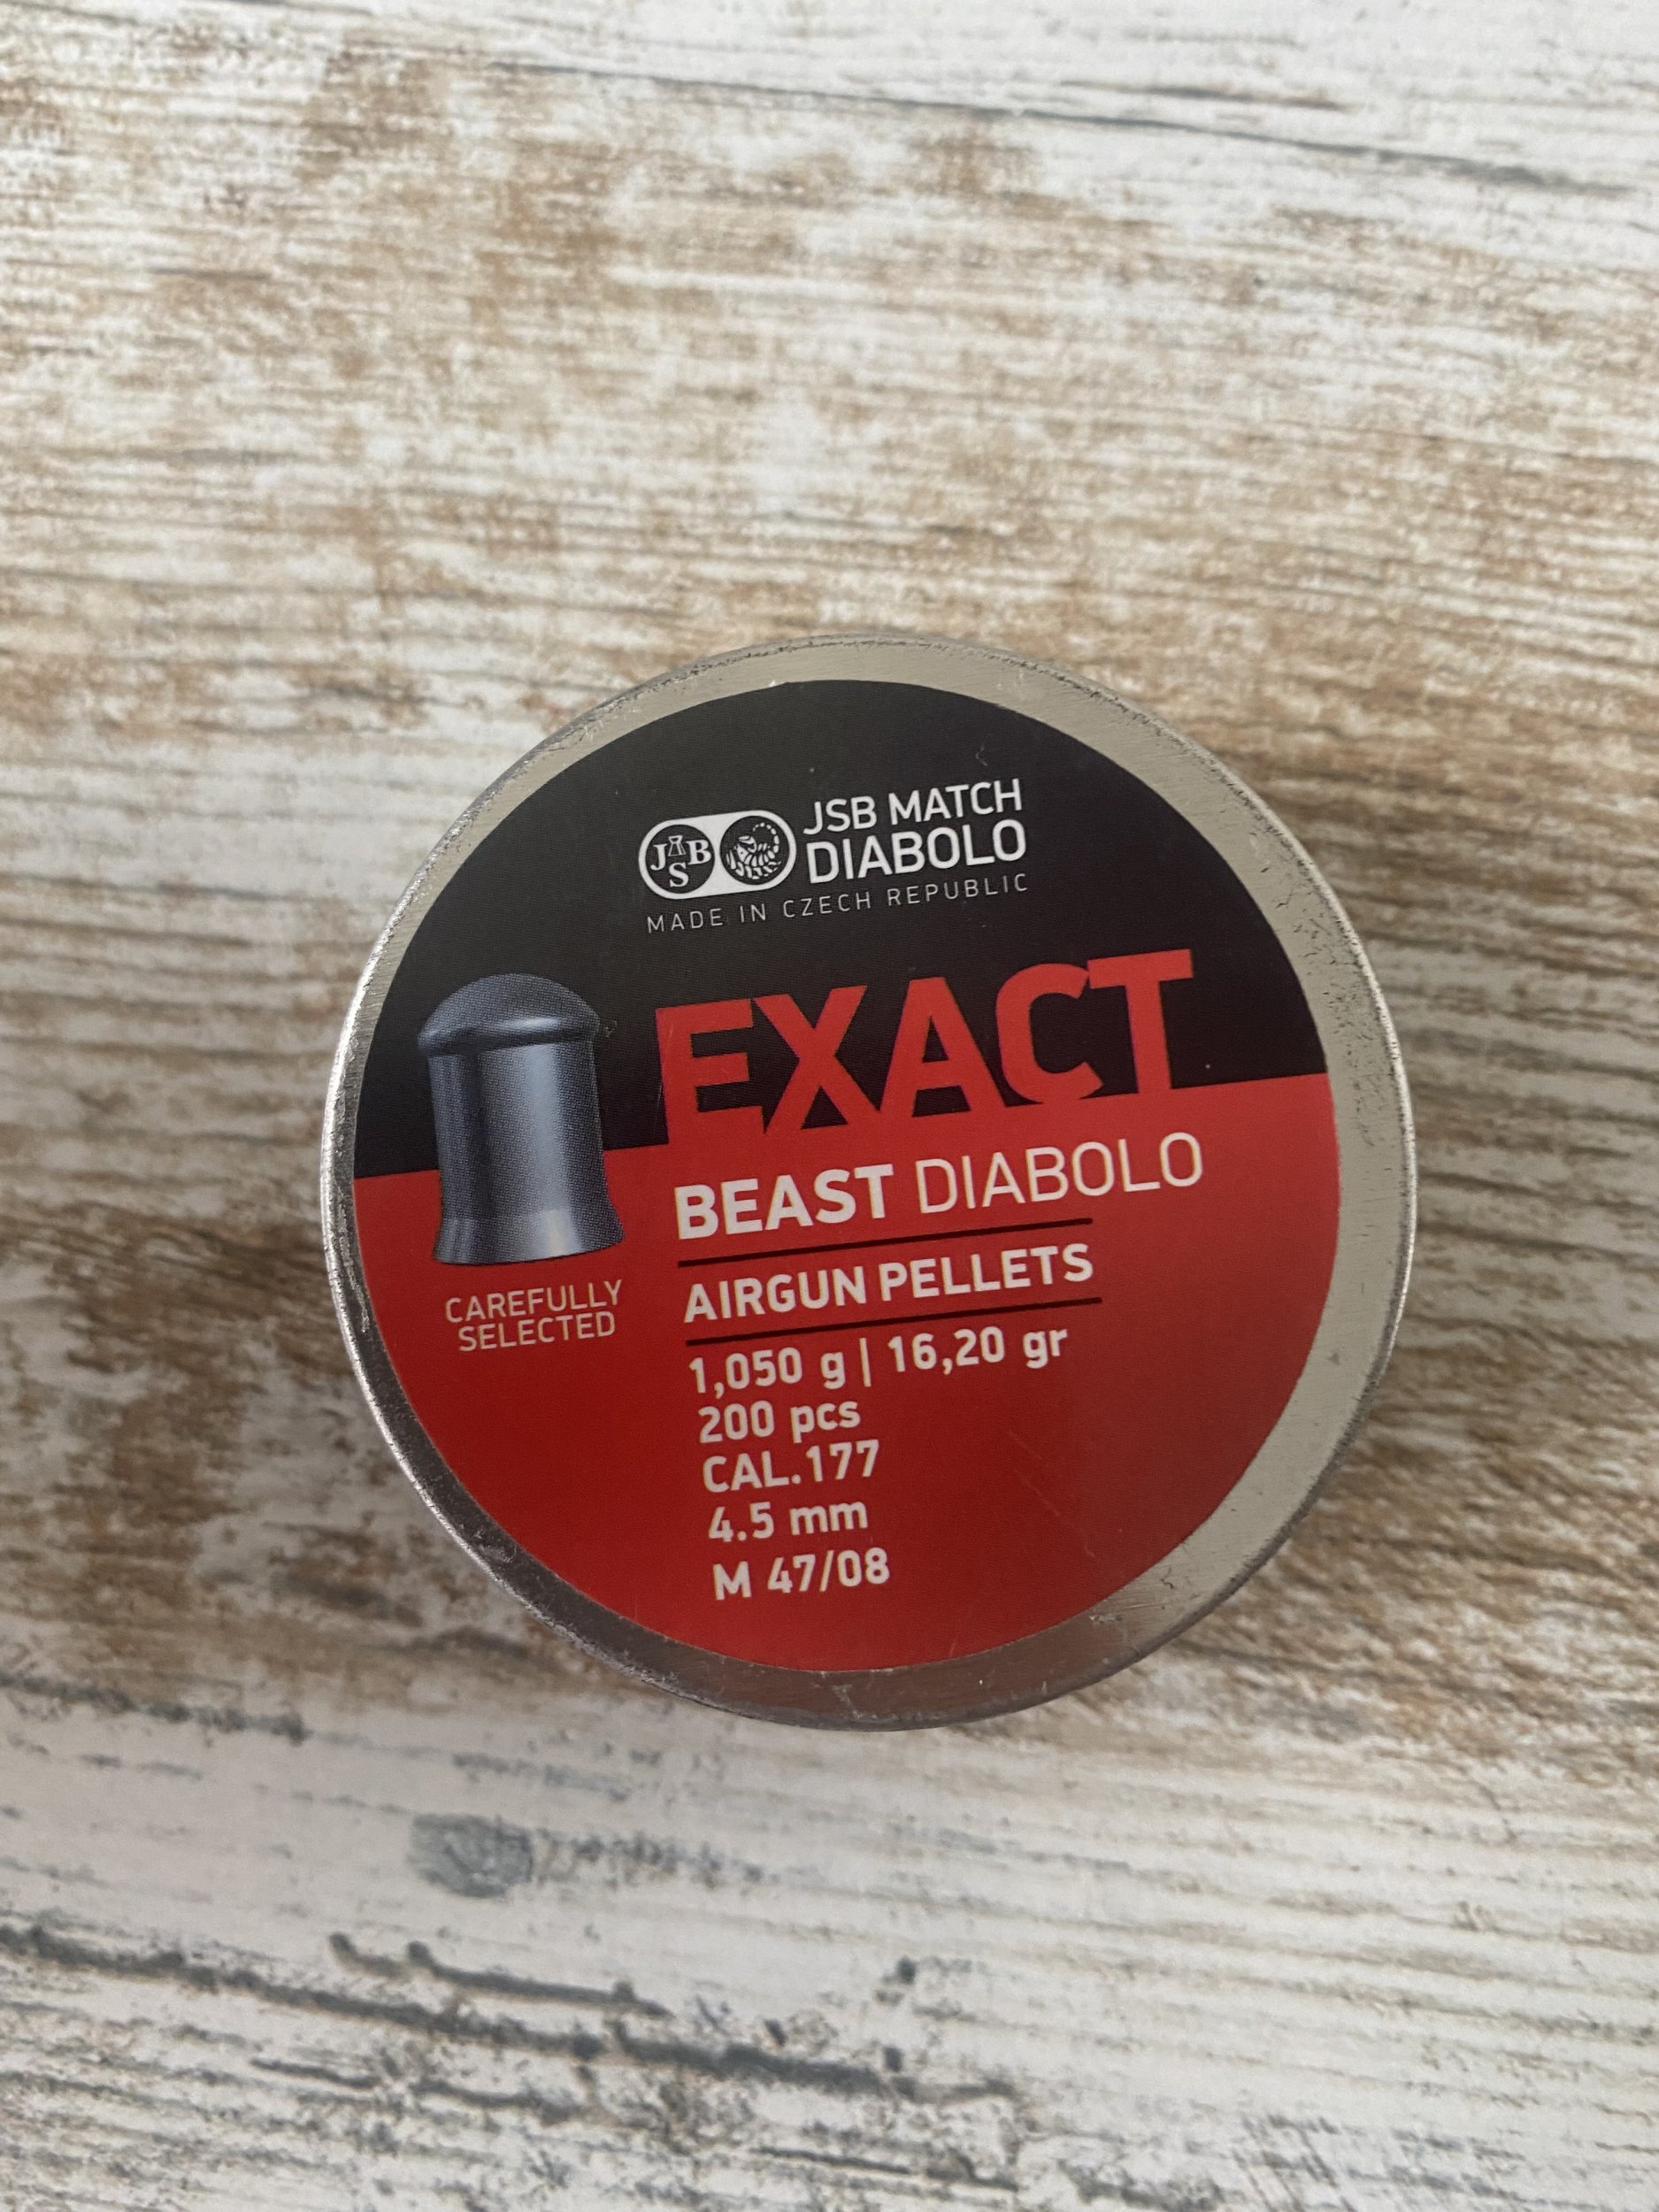 JSB
JSB MATCH
DIABOLO
MADE IN CZECH REPUBLIC
EXACT
BEAST DIABOLO
AIRGUN PELLETS
CAREFULLY
SELECTED
1,050 g | 16,20 gr
200 pcs
CAL.177
4.5 mm
M 47/08